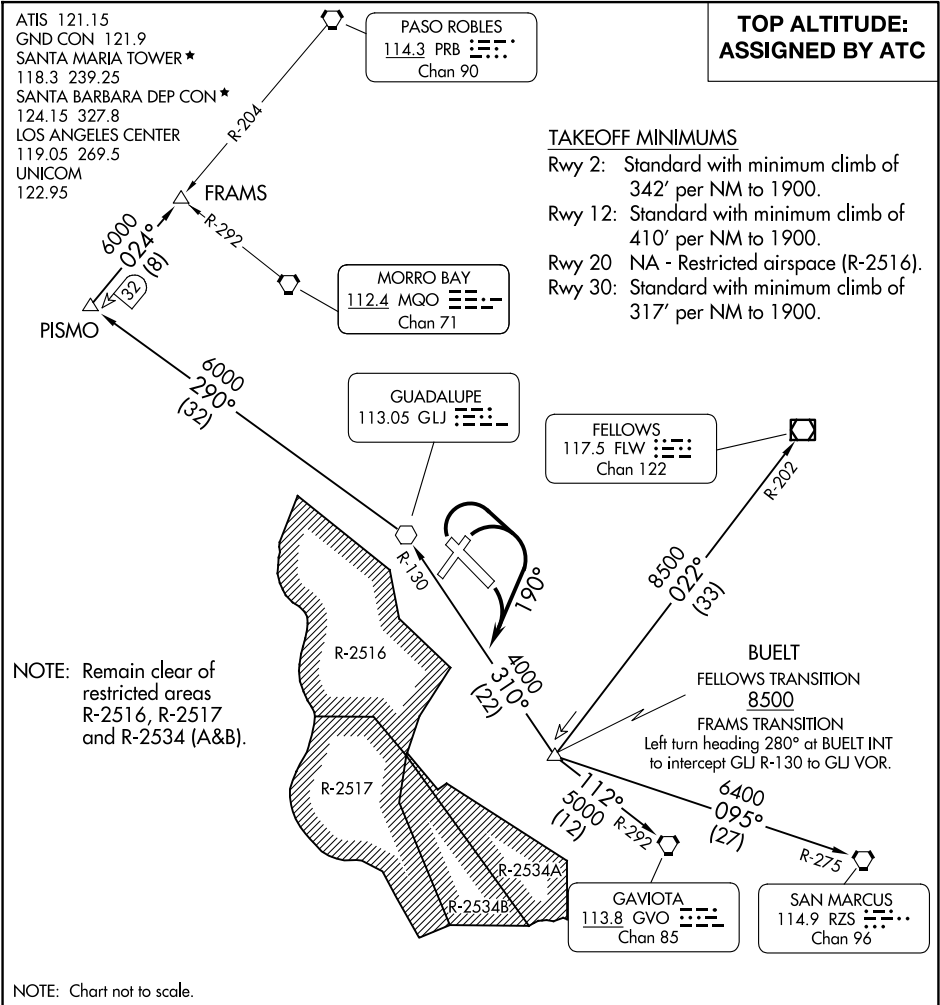 ATIS 121.15
GND CON 121.9
SANTA MARIA TOWER★
118.3 239.25
SANTA BARBARA DEP CON★
124.15 327.8
LOS ANGELES CENTER
119.05 269.5
UNICOM
122.95
PASO ROBLES
114.3 PRB
Chan 90
TOP ALTITUDE:
ASSIGNED BY ATC
R-204
TAKEOFF MINIMUMS
Rwy 2: Standard with minimum climb of
342' per NM to 1900.
Rwy 12: Standard with minimum climb of
410' per NM to 1900.
Rwy 20 NA - Restricted airspace (R-2516).
Rwy 30: Standard with minimum climb of
317' per NM to 1900.
FRAMS
R-292
6000
024°
(8)
32
PISMO
MORRO BAY
112.4 MQO
Chan 71
6000
290°
(32)
GUADALUPE
113.05 GLJ
FELLOWS
117.5 FLW
Chan 122
R-202
8500
022°
(33)
R-130
190°
4000
310°
(22)
R-2516
NOTE: Remain clear of
restricted areas
R-2516, R-2517
and R-2534 (A&B).
BUELT
FELLOWS TRANSITION
8500
FRAMS TRANSITION
Left turn heading 280° at BUELT INT
to intercept GLJ R-130 to GLJ VOR.
R-2517
112°
5000
(12)
R-292
6400
095°
(27)
R-275
R-2534A
R-2534B
GAVIOTA
113.8 GVO
Chan 85
SAN MARCUS
114.9 RZS
Chan 96
NOTE: Chart not to scale.